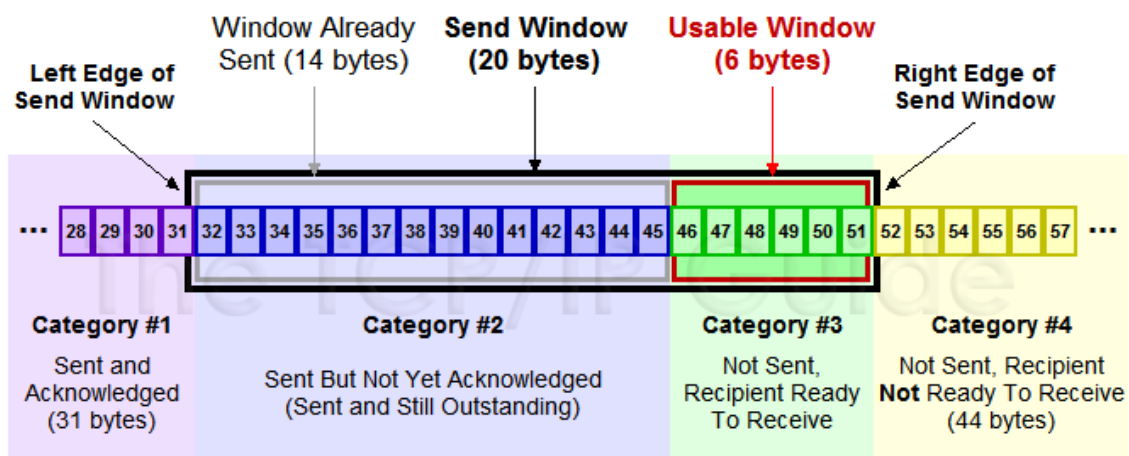 Window Already
Sent (14 bytes)
Send Window
(20 bytes)
Usable Window
(6 bytes)
Left Edge of
Send Window
Right Edge of
Send Window
... 28 29 30 31 32 33 34 35 36 37 38 39 40 41 42 43 44 45 46 47 48 49 50 51 52 53 54 55 56 57 ...
The TCP/IP Guide
Category #1
Sent and
Acknowledged
(31 bytes)
Category #2
Sent But Not Yet Acknowledged
(Sent and Still Outstanding)
Category #3
Not Sent,
Recipient Ready
To Receive
Category #4
Not Sent, Recipient
Not Ready To Receive
(44 bytes)